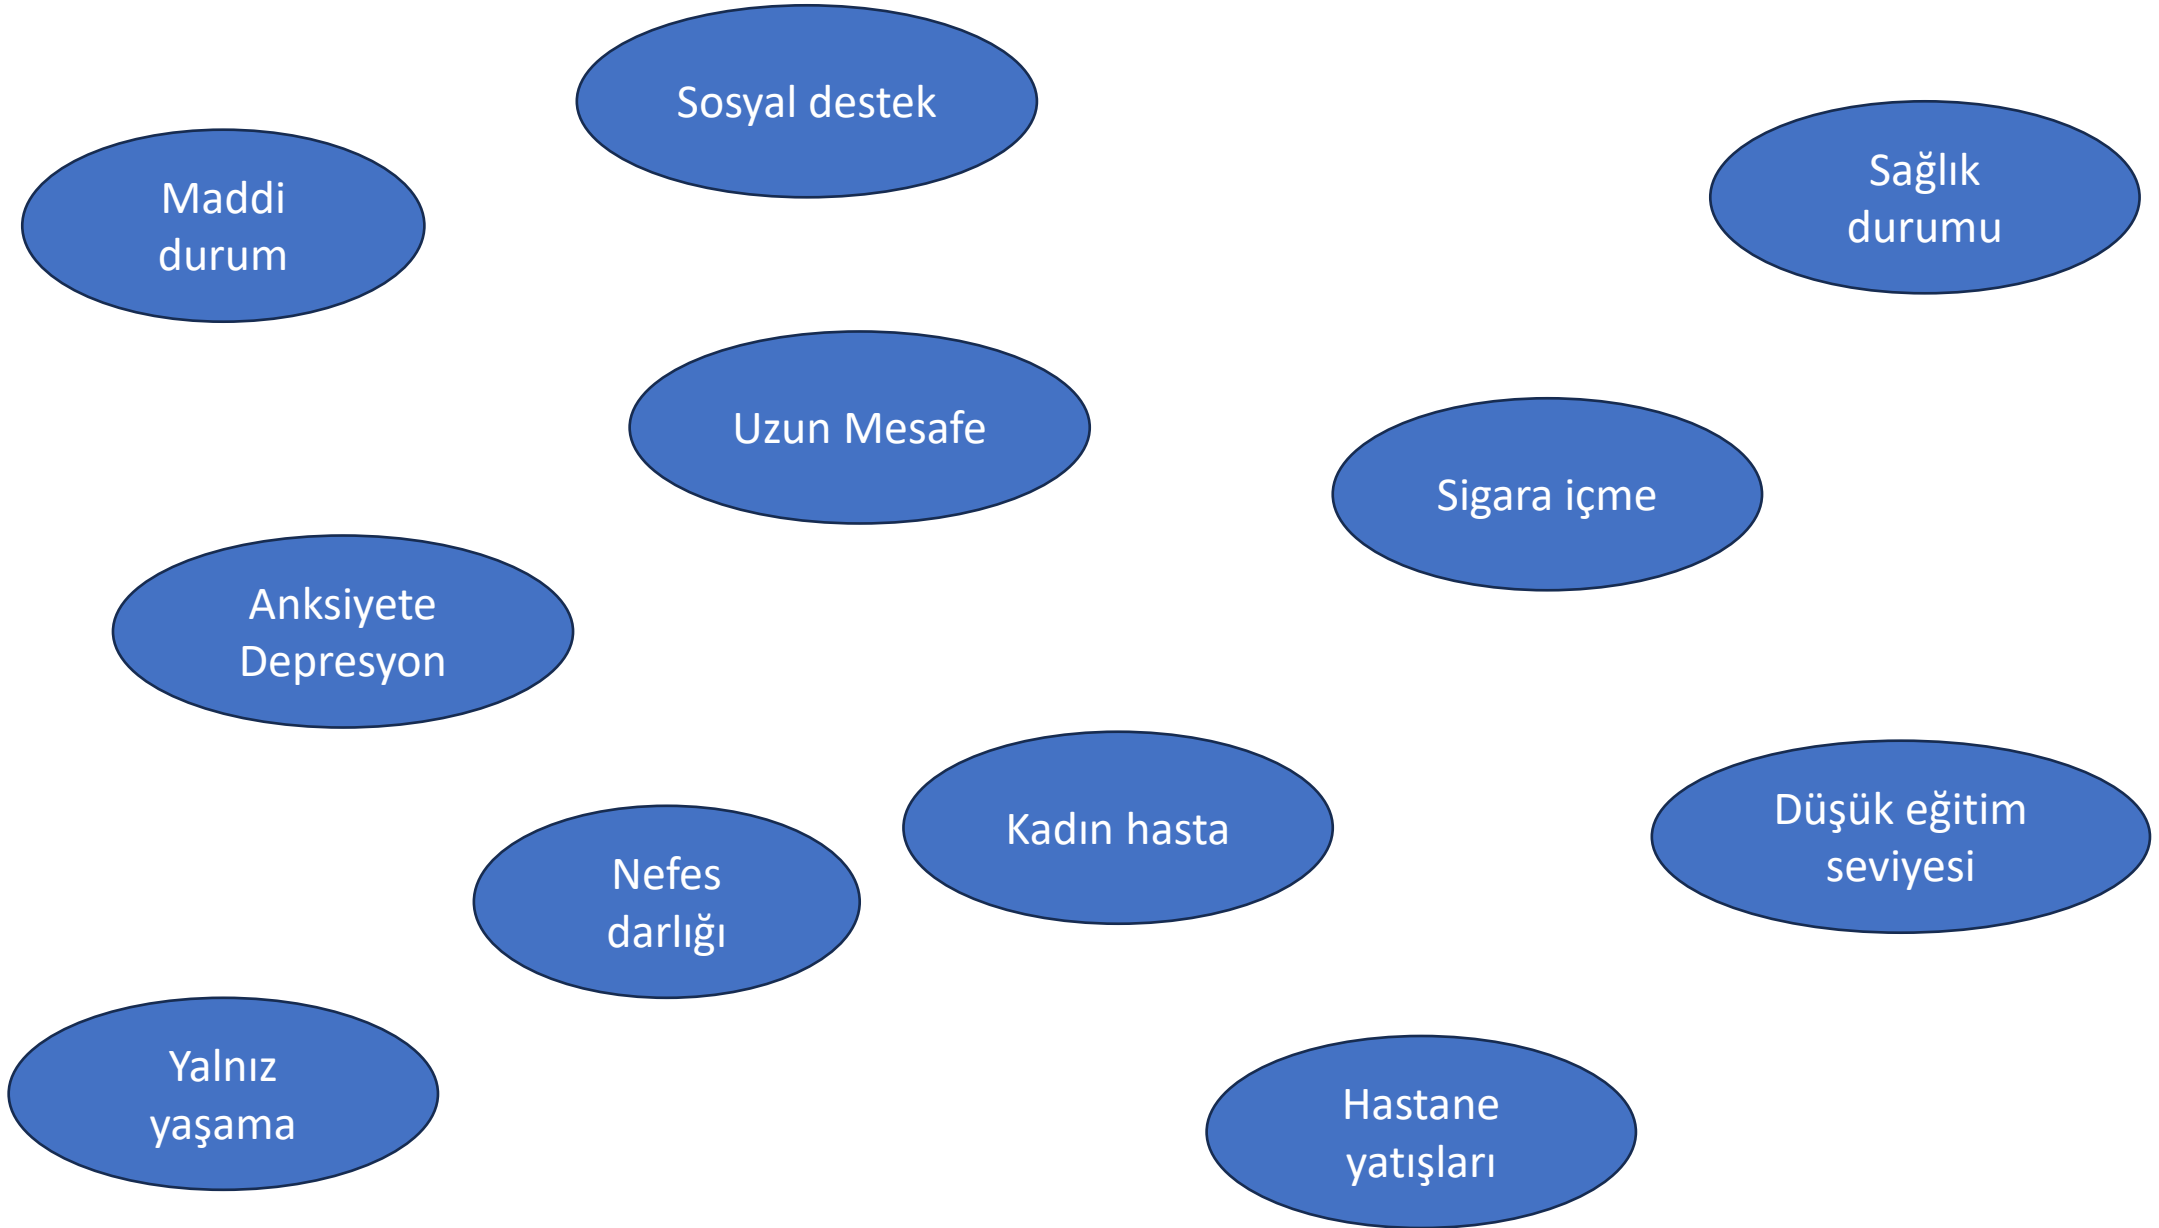 Sosyal destek
Maddi
durum
Sağlık
durumu
Uzun Mesafe
Sigara içme
Anksiyete
Depresyon
Kadın hasta
Düşük eğitim
seviyesi
Nefes
darlığı
Yalnız
yaşama
Hastane
yatışları